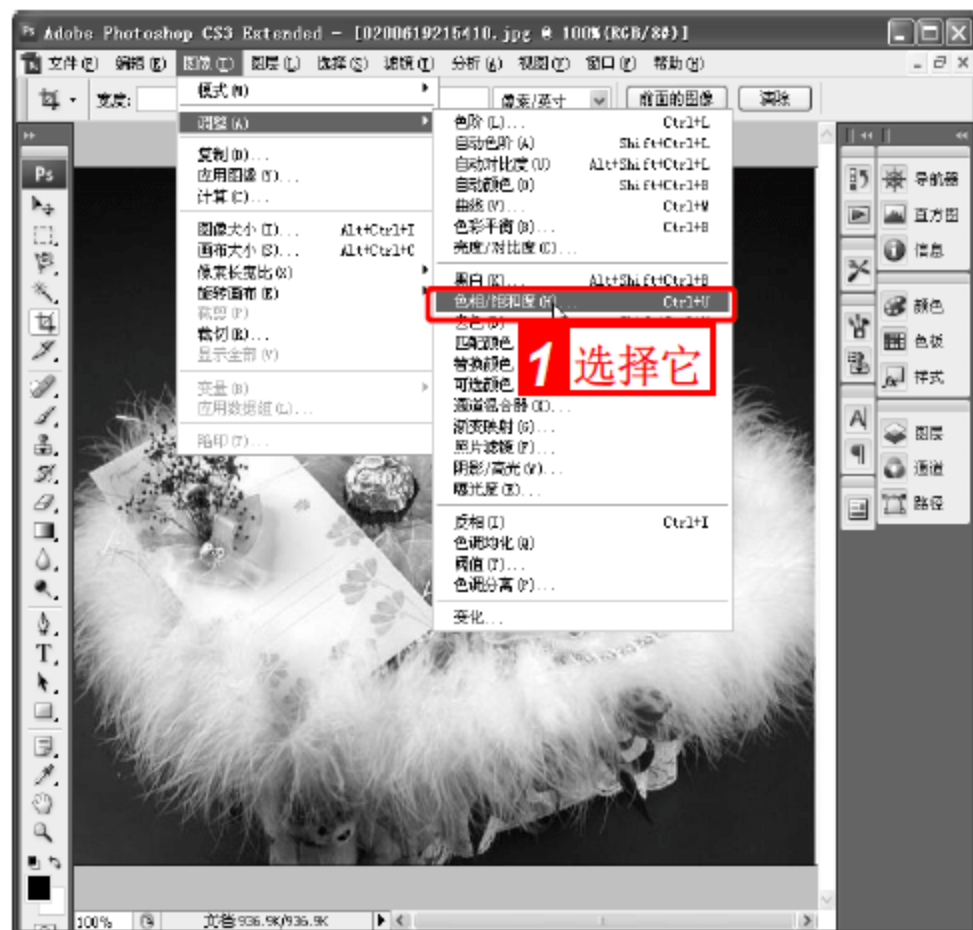 Adobe Photoshop CS3 Extended - [0200619215410.jpg @ 100%(RGB/8#)]
文件(F) 编辑(E) 图像(I) 图层(L) 选择(S) 滤镜(T) 分析(A) 视图(V) 窗口(W) 帮助(H)
宽度: 像素/英寸 前面的图像 清除
模式(M)
调整(A)
复制(D)...
应用图像(Y)...
计算(C)...
图像大小(I)... Alt+Ctrl+I
画布大小(S)... Alt+Ctrl+C
像素长宽比(X)
旋转画布(E)
裁剪(P)
裁切(R)...
显示全部(V)
变量(B)
应用数据组(L)...
陷印(T)...
色阶(L)... Ctrl+L
自动色阶(A) Shift+Ctrl+L
自动对比度(U) Alt+Shift+Ctrl+L
自动颜色(O) Shift+Ctrl+B
曲线(V)... Ctrl+M
色彩平衡(B)... Ctrl+B
亮度/对比度(C)...
黑白(K)... Alt+Shift+Ctrl+B
色相/饱和度(H)... Ctrl+U
去色(D)
匹配颜色
替换颜色
可选颜色
1 选择它
通道混合器(X)...
渐变映射(G)...
照片滤镜(F)...
阴影/高光(W)...
曝光度(E)...
反相(I) Ctrl+I
色调均化(Q)
阈值(T)...
色调分离(P)...
变化...
Ps
导航器
直方图
信息
颜色
色板
样式
图层
通道
路径
100% 文档:936.9K/936.9K